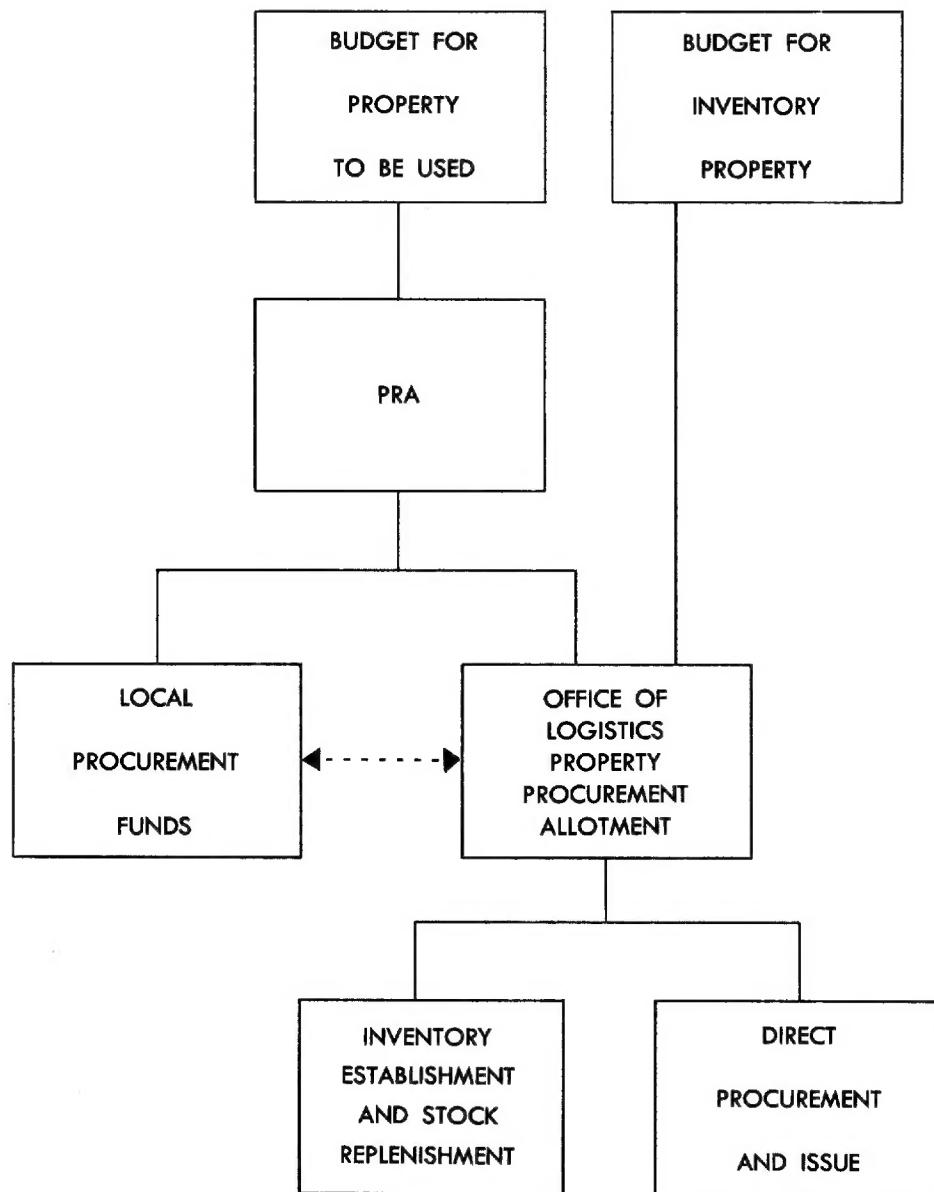 BUDGET FOR
PROPERTY
TO BE USED
BUDGET FOR
INVENTORY
PROPERTY
PRA
LOCAL
PROCUREMENT
FUNDS
OFFICE OF
LOGISTICS
PROPERTY
PROCUREMENT
ALLOTMENT
INVENTORY
ESTABLISHMENT
AND STOCK
REPLENISHMENT
DIRECT
PROCUREMENT
AND ISSUE